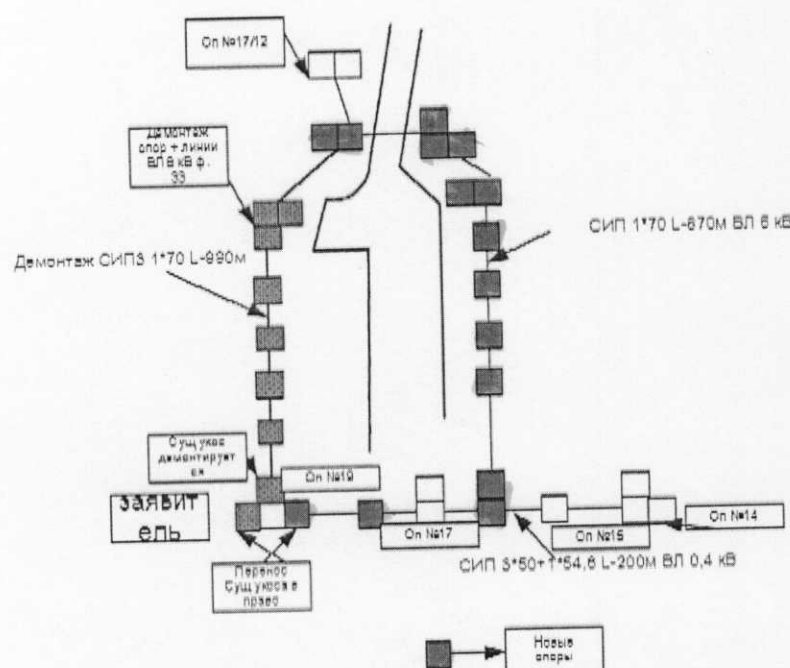 Оп №17/12
Демонтаж
опор + линии
ВЛ 6 кВ ф.
33
СИП 1*70 L-670м ВЛ 6 кВ
Демонтаж СИП3 1*70 L-990м
Сущ укос
демонтирует
ся
Оп №19
заявит
ель
Оп №17
Оп №15
Оп №14
СИП 3*50+1*54,6 L-200м ВЛ 0,4 кВ
Перенос
Сущ укоса в
право
Новые
опоры